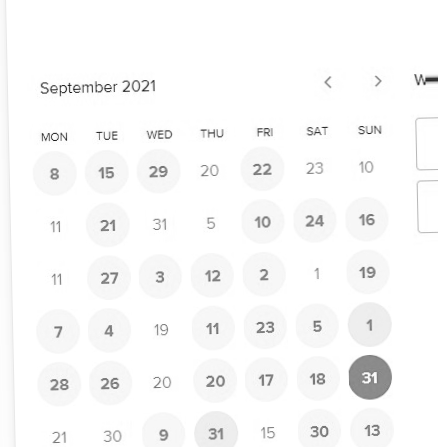 September 2021
W
MON TUE WED THU FRI SAT SUN
8 15 29 20 22 23 10
11 21 31 5 10 24 16
11 27 3 12 2 1 19
7 4 19 11 23 5 1
28 26 20 20 17 18 31
21 30 9 31 15 30 13